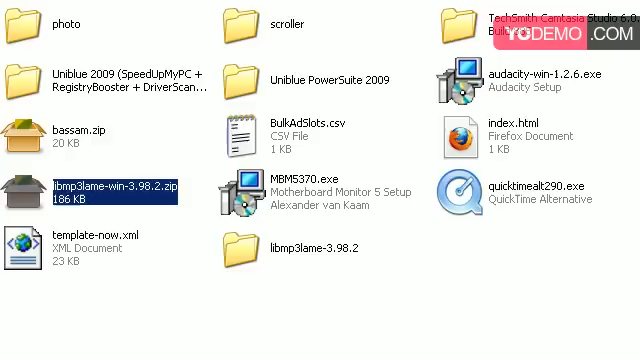 photo
scroller
TechSmith Camtasia Studio 6.0.
YODEMO.COM
Uniblue 2009 (SpeedUpMyPC +
RegistryBooster + DriverScan...
Uniblue PowerSuite 2009
audacity-win-1.2.6.exe
Audacity Setup
bassam.zip
20 KB
BulkAdSlots.csv
CSV File
1 KB
index.html
Firefox Document
1 KB
libmp3lame-win-3.98.2.zip
186 KB
MBM5370.exe
Motherboard Monitor 5 Setup
Alexander van Kaam
quicktimealt290.exe
QuickTime Alternative
template-now.xml
XML Document
23 KB
libmp3lame-3.98.2